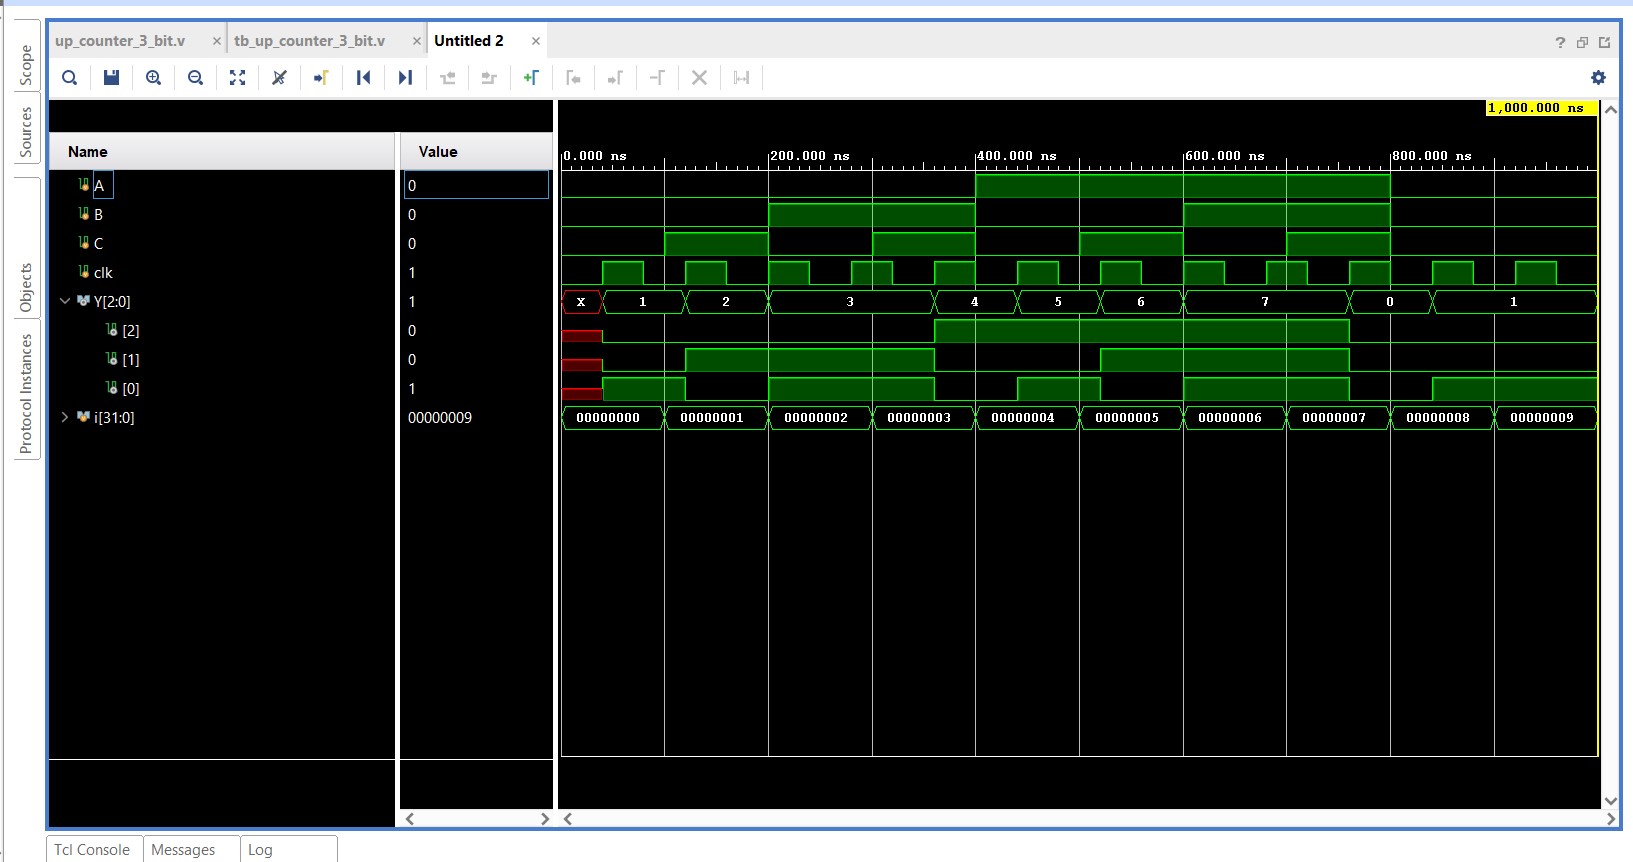 up_counter_3_bit.v × tb_up_counter_3_bit.v × Untitled 2 ×
Scope
Sources
Objects
Protocol Instances
1,000.000 ns
Name Value
0.000 ns 200.000 ns 400.000 ns 600.000 ns 800.000 ns
A 0
B 0
C 0
clk 1
Y[2:0] 1 X 1 2 3 4 5 6 7 0 1
[2] 0
[1] 0
[0] 1
i[31:0] 00000009 00000000 00000001 00000002 00000003 00000004 00000005 00000006 00000007 00000008 00000009
Tcl Console Messages Log